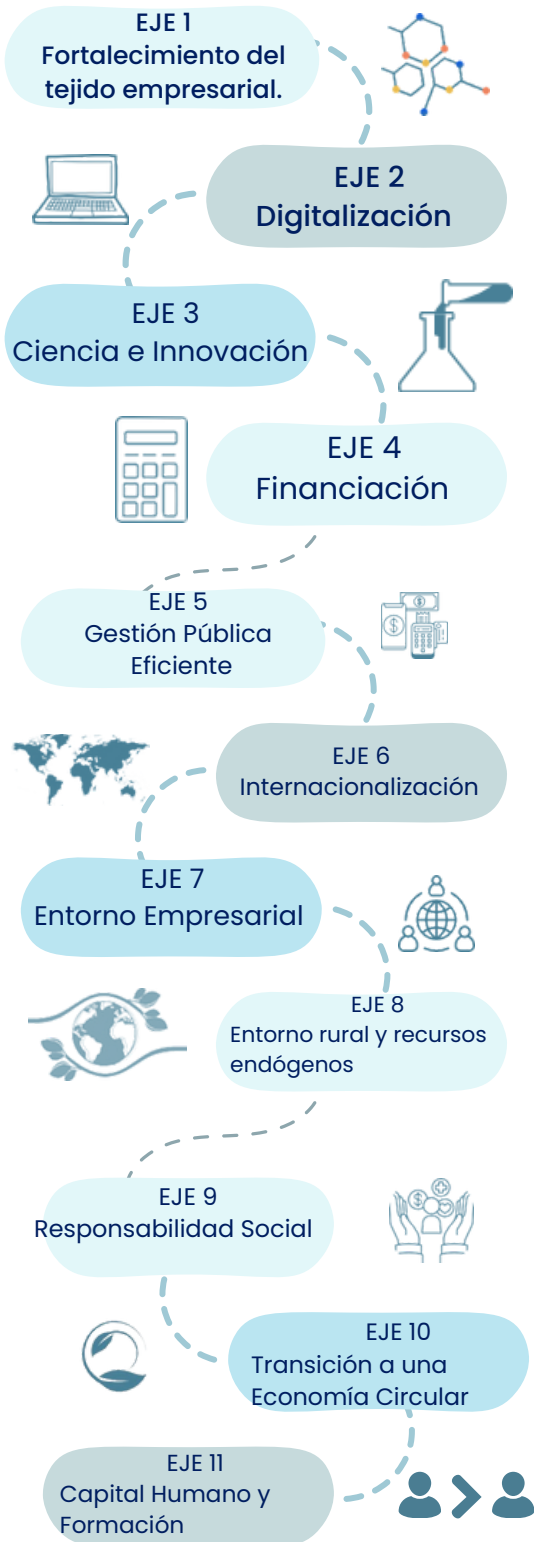 EJE 1
Fortalecimiento del
tejido empresarial.
EJE 2
Digitalización
EJE 3
Ciencia e Innovación
EJE 4
Financiación
EJE 5
Gestión Pública
Eficiente
EJE 6
Internacionalización
EJE 7
Entorno Empresarial
EJE 8
Entorno rural y recursos
endógenos
EJE 9
Responsabilidad Social
EJE 10
Transición a una
Economía Circular
EJE 11
Capital Humano y
Formación